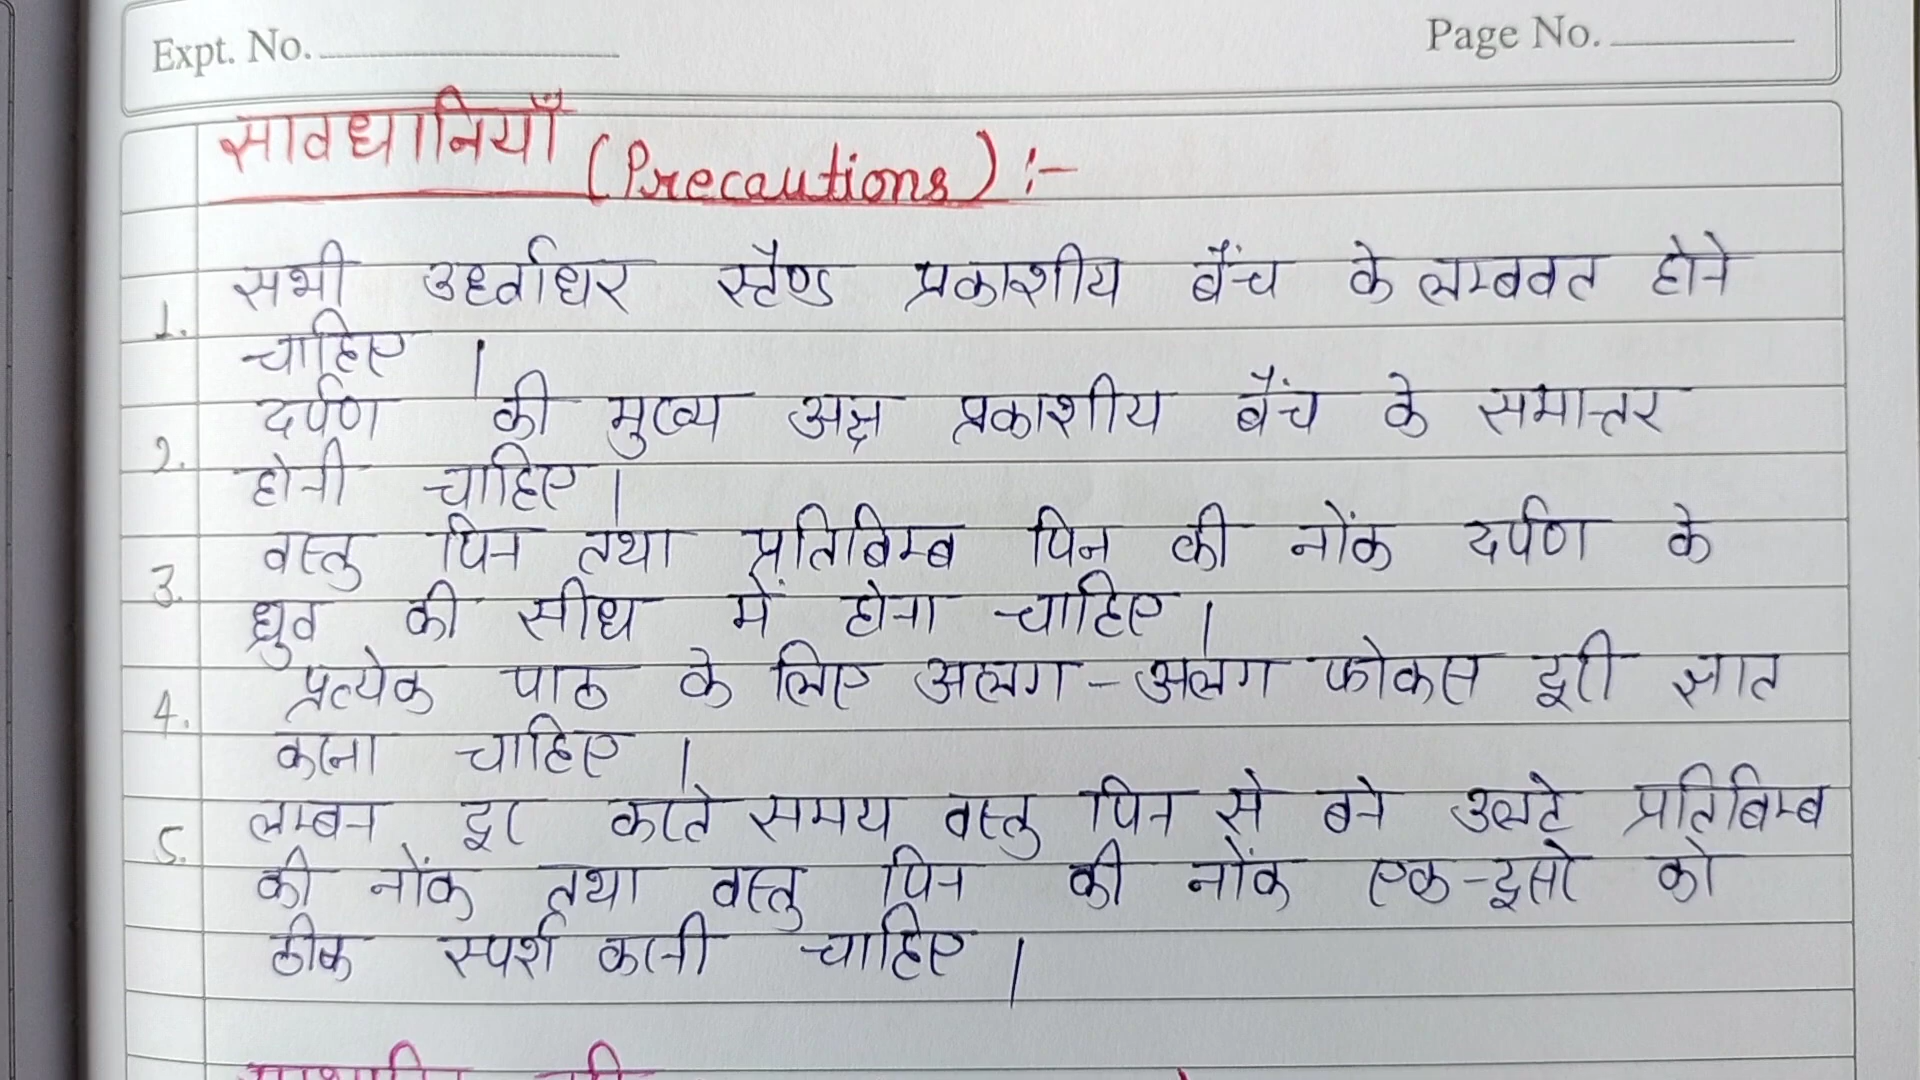 Expt. No.
Page No.
सावधानियाँ (Precautions) :-
1. सभी उर्ध्वाधर स्टैण्ड प्रकाशीय बैंच के लम्बवत होने
चाहिए ।
2. दर्पण की मुख्य अक्ष प्रकाशीय बैंच के समान्तर
होनी चाहिए ।
3. वस्तु पिन तथा प्रतिबिम्ब पिन की नोंक दर्पण के
ध्रुव की सीध में होना चाहिए ।
4. प्रत्येक पाठ के लिए अलग - अलग फोकस दूरी ज्ञात
करना चाहिए ।
5. लम्बन दूर करते समय वस्तु पिन से बने उल्टे प्रतिबिम्ब
की नोंक तथा वस्तु पिन की नोंक एक-दूसरे को
ठीक स्पर्श करनी चाहिए ।